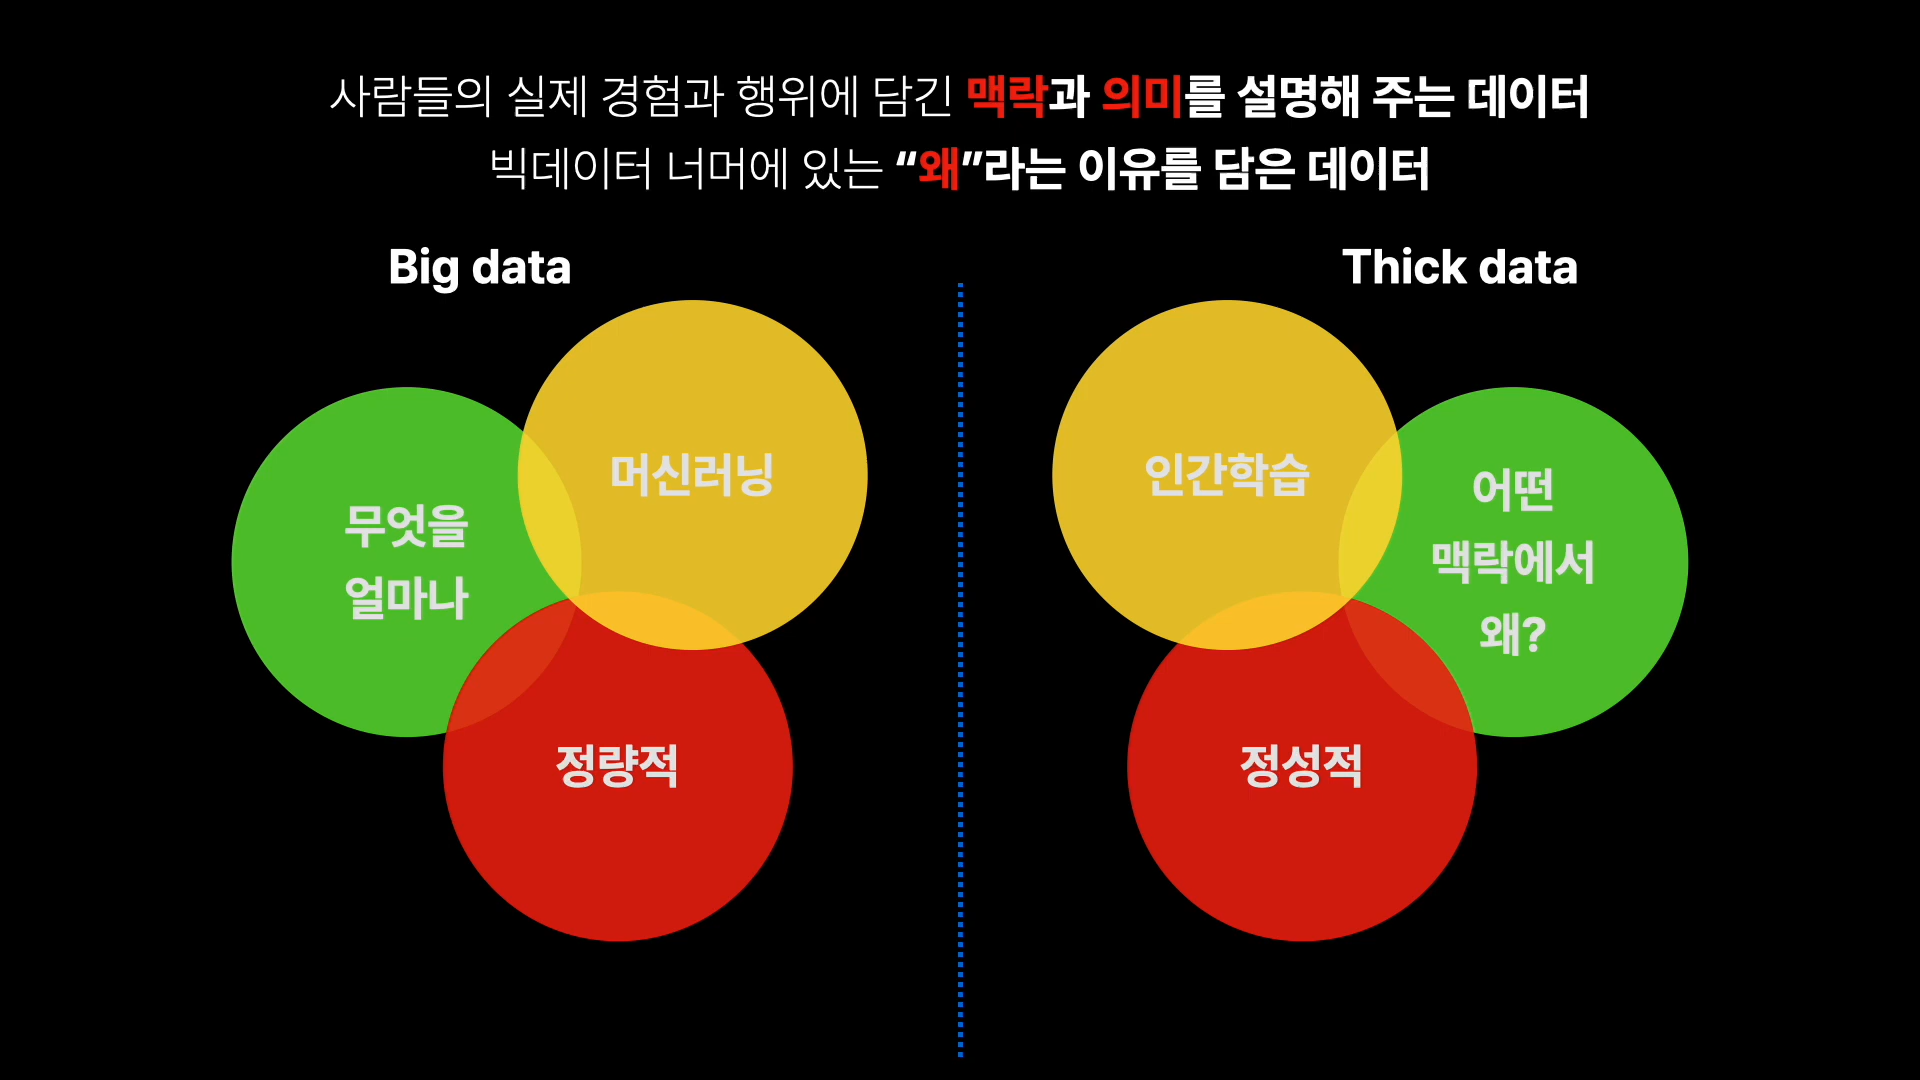 사람들의 실제 경험과 행위에 담긴 맥락과 의미를 설명해 주는 데이터
빅데이터 너머에 있는 “왜”라는 이유를 담은 데이터
Big data
무엇을
얼마나
머신러닝
정량적
Thick data
인간학습
어떤
맥락에서
왜?
정성적